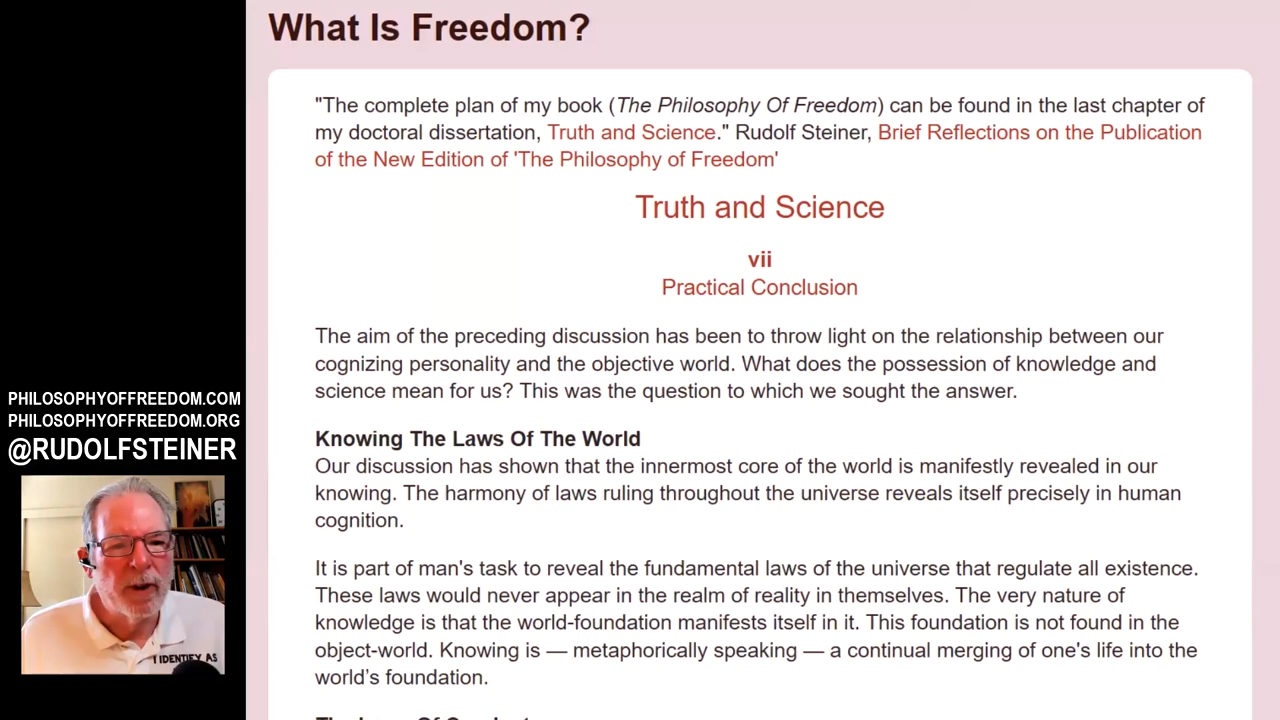 What Is Freedom?
"The complete plan of my book (The Philosophy Of Freedom) can be found in the last chapter of
my doctoral dissertation, Truth and Science." Rudolf Steiner, Brief Reflections on the Publication
of the New Edition of 'The Philosophy of Freedom'
Truth and Science
vii
Practical Conclusion
The aim of the preceding discussion has been to throw light on the relationship between our
cognizing personality and the objective world. What does the possession of knowledge and
science mean for us? This was the question to which we sought the answer.
Knowing The Laws Of The World
Our discussion has shown that the innermost core of the world is manifestly revealed in our
knowing. The harmony of laws ruling throughout the universe reveals itself precisely in human
cognition.
It is part of man's task to reveal the fundamental laws of the universe that regulate all existence.
These laws would never appear in the realm of reality in themselves. The very nature of
knowledge is that the world-foundation manifests itself in it. This foundation is not found in the
object-world. Knowing is — metaphorically speaking — a continual merging of one's life into the
world's foundation.
PHILOSOPHYOFFREEDOM.COM
PHILOSOPHYOFFREEDOM.ORG
@RUDOLFSTEINER
I IDENTIFY AS